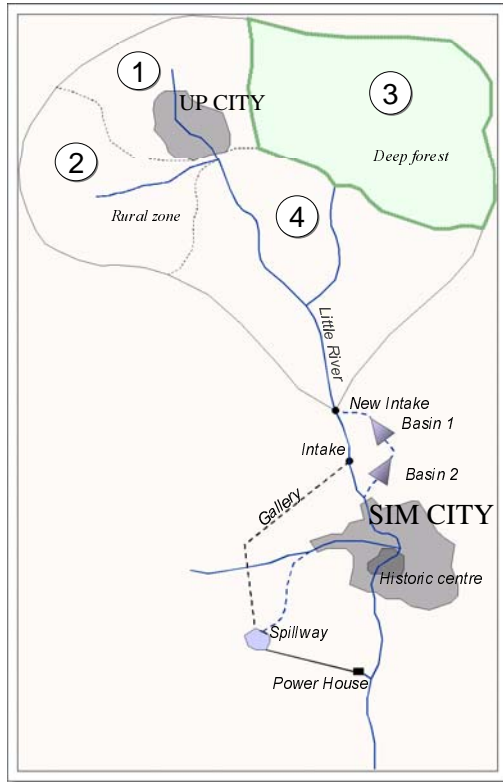 1
UP CITY
3
2
Deep forest
Rural zone
4
Little River
New Intake
Basin 1
Intake
Basin 2
Gallery
SIM CITY
Historic centre
Spillway
Power House